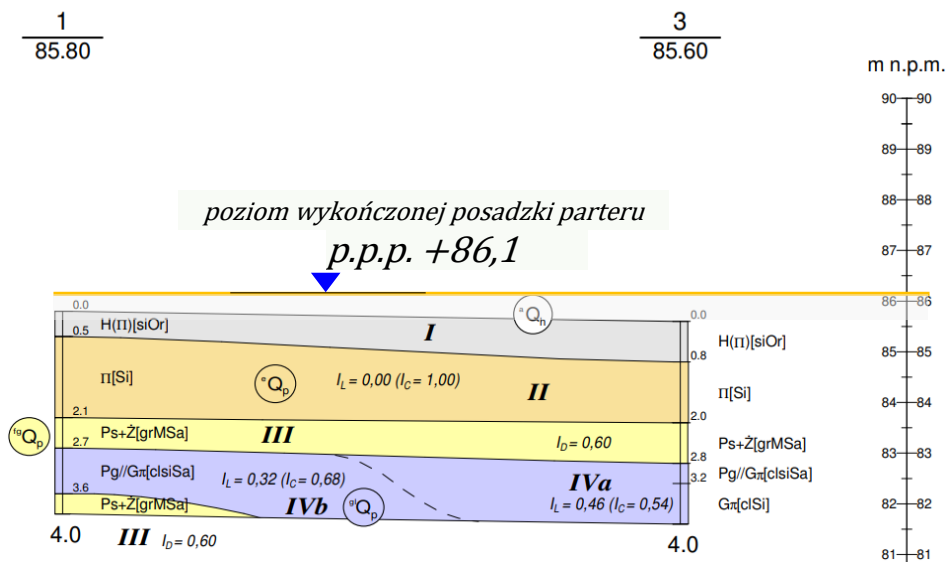 1
85.80
3
85.60
m n.p.m.
90 90
89 89
88 88
87 87
86 86
85 85
84 84
83 83
82 82
81 81
poziom wykończonej posadzki parteru
p.p.p. +86,1
0.0
H(Π)[siOr]
0.5
Π[Si]
2.1
Ps+Ż[grMSa]
2.7
Pg//Gπ[clsiSa]
3.6
Ps+Ż[grMSa]
4.0
III I_D = 0,60
fg Q p
I
a Q h
e Q p
I_L = 0,00 (I_C = 1,00)
II
III
I_D = 0,60
I_L = 0,32 (I_C = 0,68)
IVb
gl Q p
IVa
I_L = 0,46 (I_C = 0,54)
0.0
H(Π)[siOr]
0.8
Π[Si]
2.0
Ps+Ż[grMSa]
2.8
Pg//Gπ[clsiSa]
3.2
Gπ[clSi]
4.0